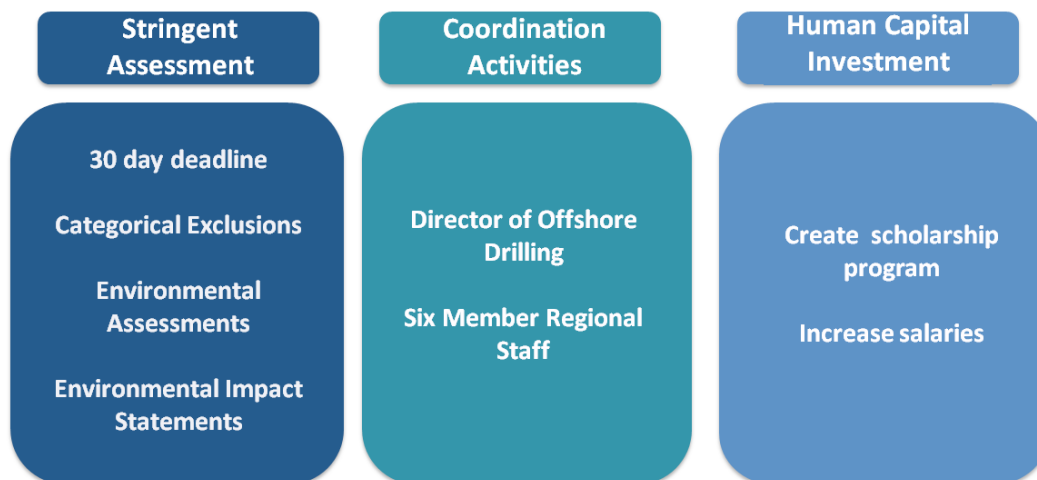 Stringent
Assessment
30 day deadline
Categorical Exclusions
Environmental
Assessments
Environmental Impact
Statements
Coordination
Activities
Director of Offshore
Drilling
Six Member Regional
Staff
Human Capital
Investment
Create scholarship
program
Increase salaries